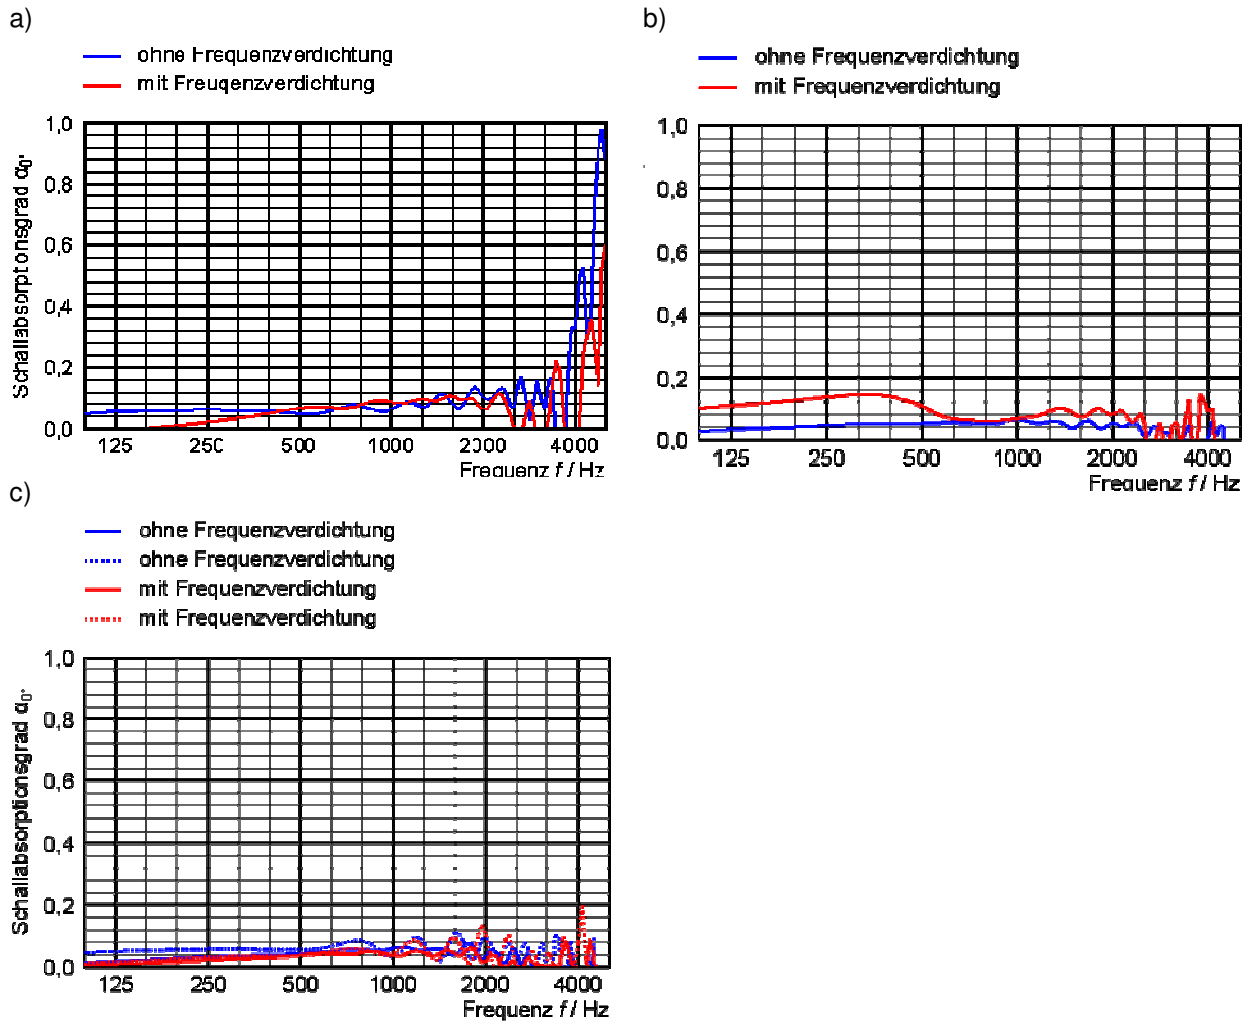 a)
ohne Frequenzverdichtung
mit Freuqenzverdichtung
Schallabsorptionsgrad α₀.
1,0
0,8
0,6
0,4
0,2
0,0
125 250 500 1000 2000 4000
Frequenz f / Hz
b)
ohne Frequenzverdichtung
mit Frequenzverdichtung
1,0
0,8
0,6
0,4
0,2
0,0
125 250 500 1000 2000 4000
Frequenz f / Hz
c)
ohne Frequenzverdichtung
ohne Frequenzverdichtung
mit Frequenzverdichtung
mit Frequenzverdichtung
Schallabsorptionsgrad α₀.
1,0
0,8
0,6
0,4
0,2
0,0
125 250 500 1000 2000 4000
Frequenz f / Hz